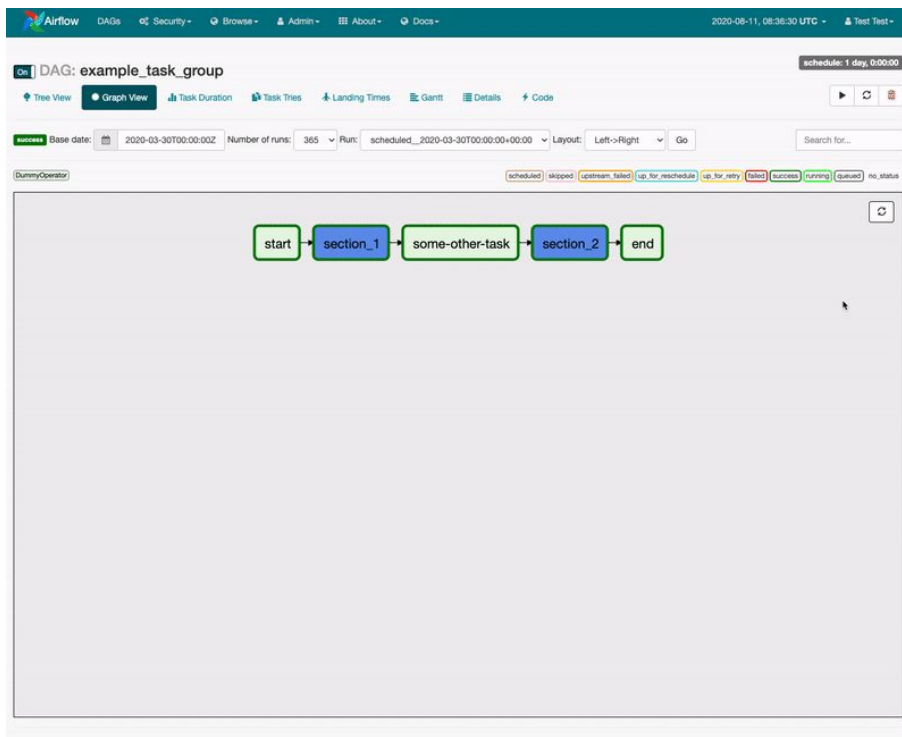 Airflow DAGs Security Browse Admin About Docs 2020-08-11, 08:36:30 UTC Test Test
On DAG: example_task_group schedule: 1 day, 0:00:00
Tree View Graph View Task Duration Task Tries Landing Times Gantt Details Code
success Base date: 2020-03-30T00:00:00Z Number of runs: 365 Run: scheduled__2020-03-30T00:00:00+00:00 Layout: Left->Right Go Search for...
DummyOperator scheduled skipped upstream_failed up_for_reschedule up_for_retry failed success running queued no_status
start section_1 some-other-task section_2 end